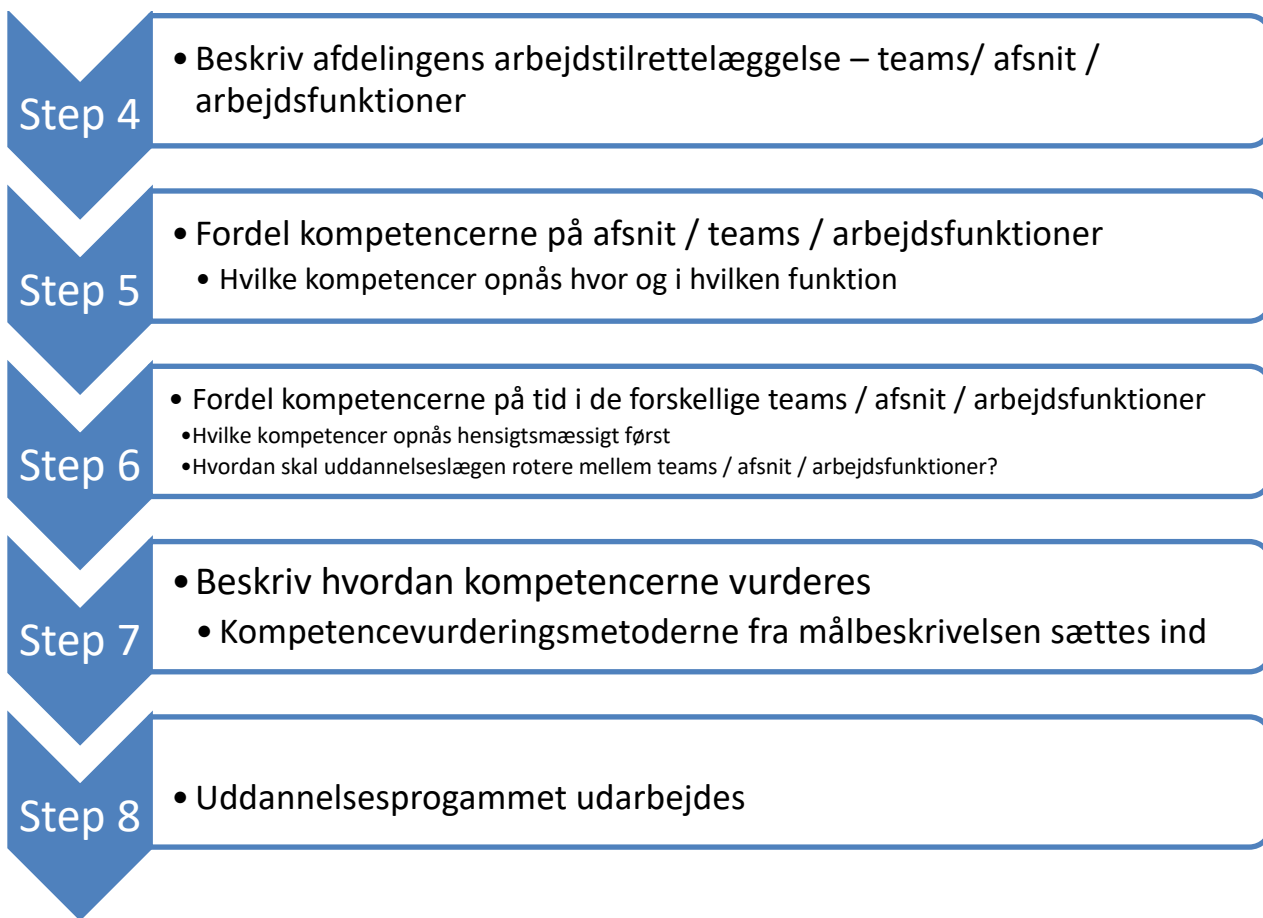 Step 4
• Beskriv afdelingens arbejdstilrettelæggelse – teams/ afsnit /
arbejdsfunktioner
Step 5
• Fordel kompetencerne på afsnit / teams / arbejdsfunktioner
• Hvilke kompetencer opnås hvor og i hvilken funktion
Step 6
• Fordel kompetencerne på tid i de forskellige teams / afsnit / arbejdsfunktioner
•Hvilke kompetencer opnås hensigtsmæssigt først
•Hvordan skal uddannelseslægen rotere mellem teams / afsnit / arbejdsfunktioner?
Step 7
• Beskriv hvordan kompetencerne vurderes
• Kompetencevurderingsmetoderne fra målbeskrivelsen sættes ind
Step 8
• Uddannelsesprogammet udarbejdes